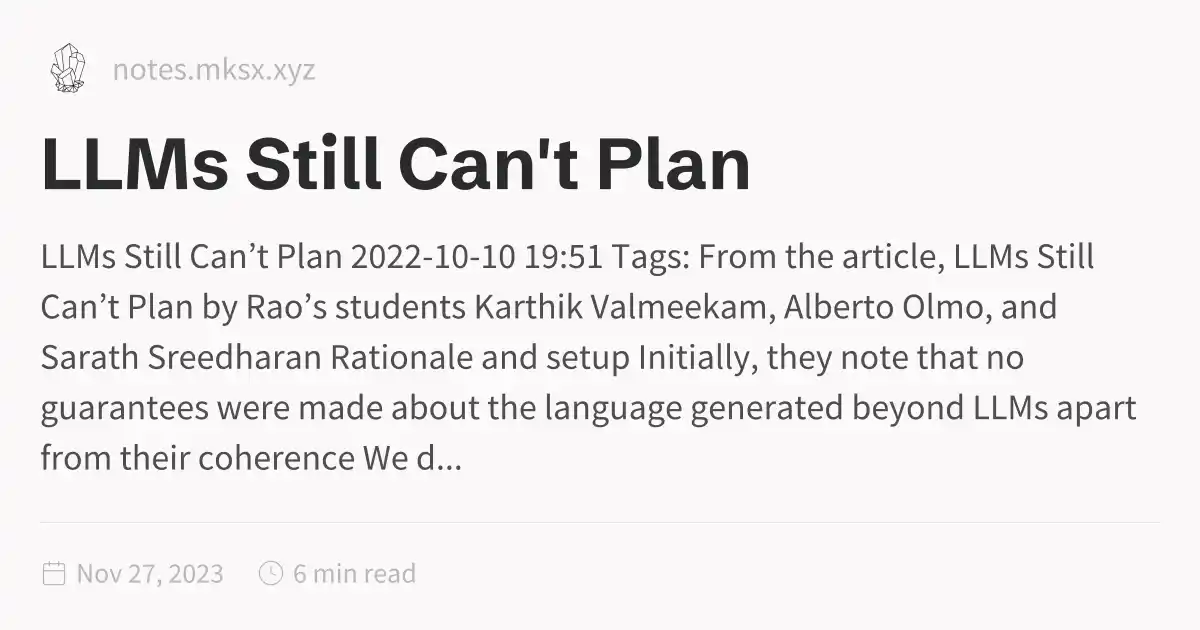 notes.mksx.xyz
LLMs Still Can't Plan
LLMs Still Can’t Plan 2022-10-10 19:51 Tags: From the article, LLMs Still
Can’t Plan by Rao’s students Karthik Valmeekam, Alberto Olmo, and
Sarath Sreedharan Rationale and setup Initially, they note that no
guarantees were made about the language generated beyond LLMs apart
from their coherence We d...
Nov 27, 2023 6 min read